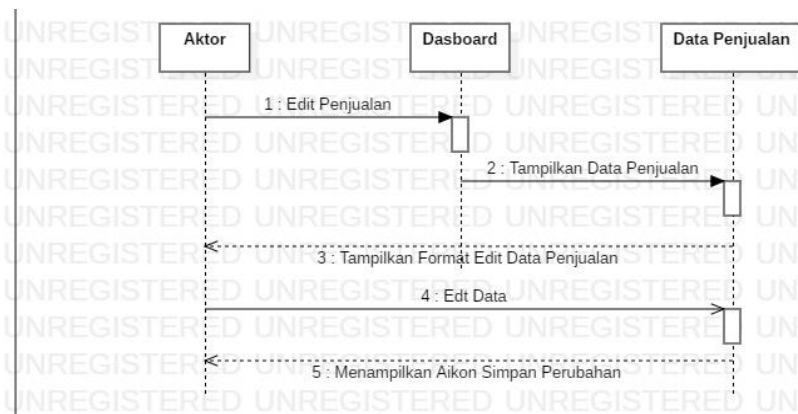 Aktor
Dasboard
Data Penjualan
1 : Edit Penjualan
2 : Tampilkan Data Penjualan
3 : Tampilkan Format Edit Data Penjualan
4 : Edt Data
5 : Menampilkan Aikon Simpan Perubahan
UNREGISTERED